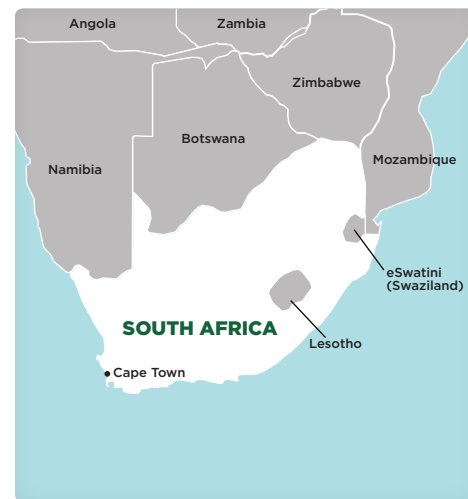 Angola
Zambia
Zimbabwe
Botswana
Mozambique
Namibia
eSwatini
(Swaziland)
SOUTH AFRICA
Lesotho
Cape Town